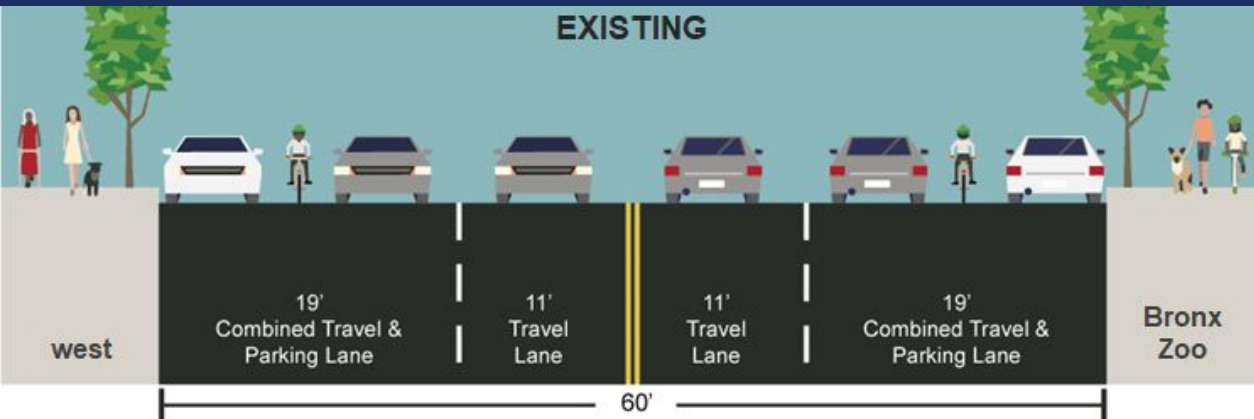 EXISTING
west
19'
Combined Travel &
Parking Lane
11'
Travel
Lane
11'
Travel
Lane
19'
Combined Travel &
Parking Lane
Bronx
Zoo
60'